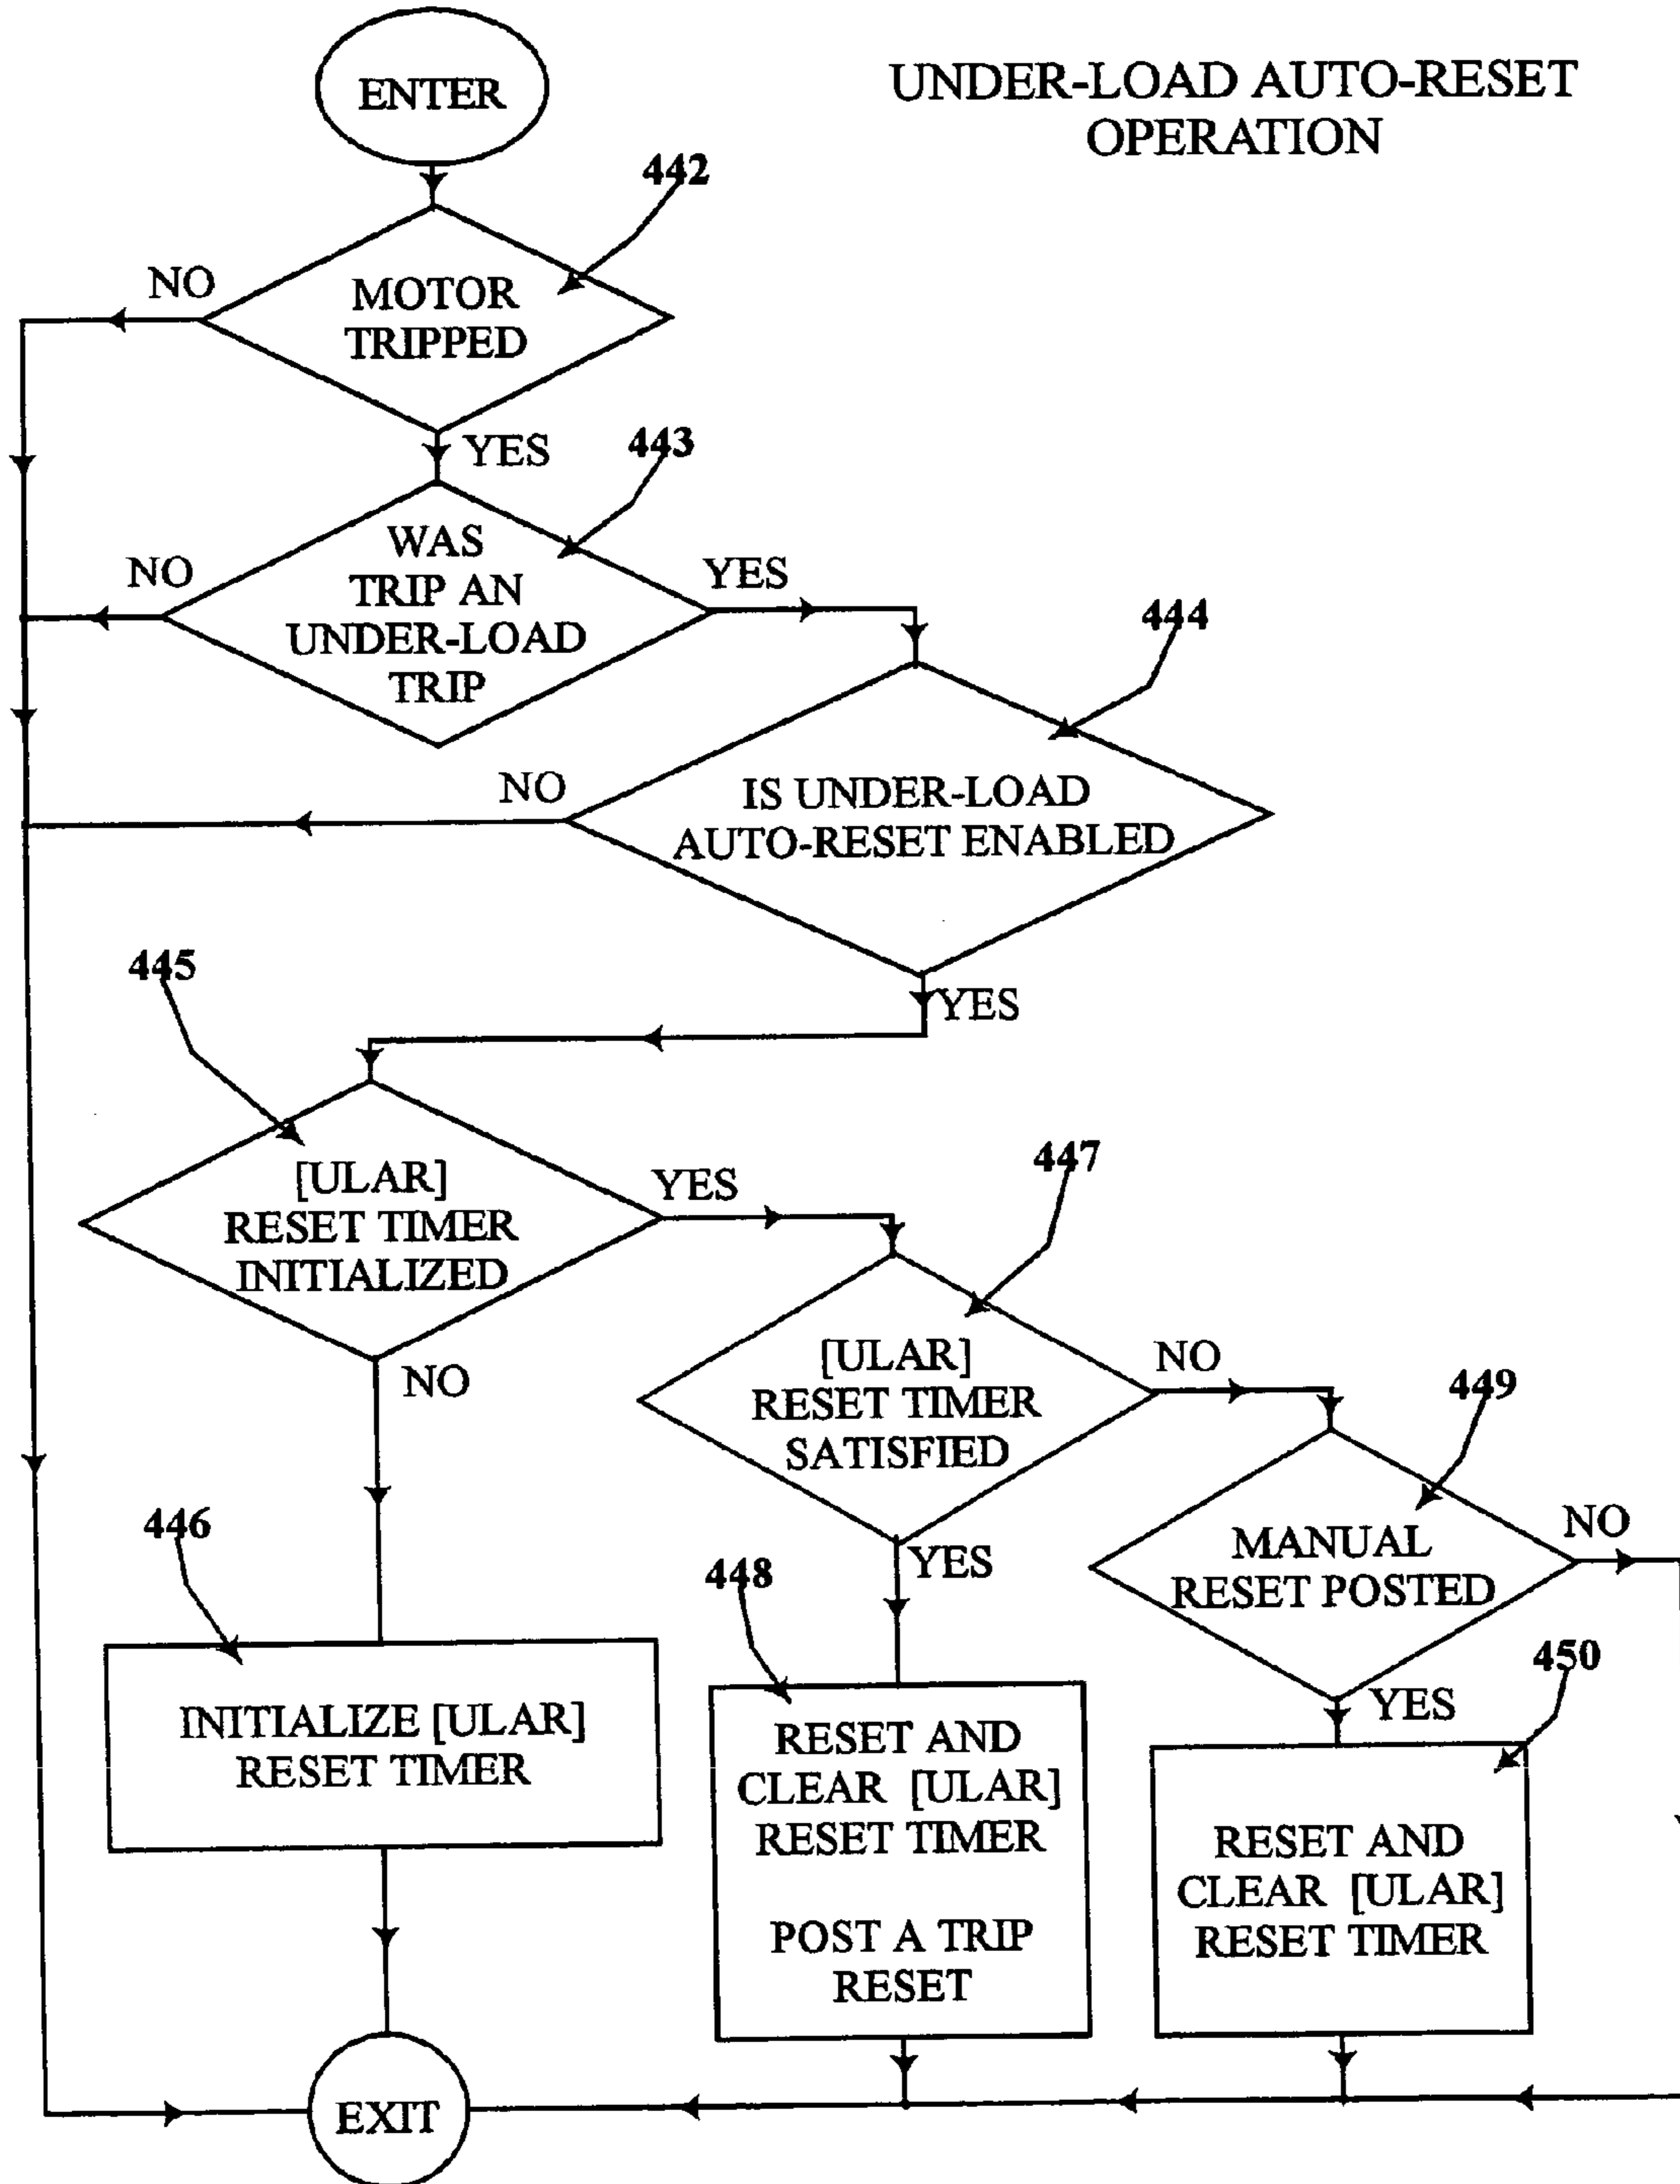 UNDER-LOAD AUTO-RESET
OPERATION
ENTER
442
MOTOR
TRIPPED
NO
YES
443
WAS
TRIP AN
UNDER-LOAD
TRIP
NO
YES
444
IS UNDER-LOAD
AUTO-RESET ENABLED
NO
YES
445
[ULAR]
RESET TIMER
INITIALIZED
YES
NO
447
[ULAR]
RESET TIMER
SATISFIED
NO
YES
449
MANUAL
RESET POSTED
NO
YES
446
INITIALIZE [ULAR]
RESET TIMER
448
RESET AND
CLEAR [ULAR]
RESET TIMER
POST A TRIP
RESET
450
RESET AND
CLEAR [ULAR]
RESET TIMER
EXIT